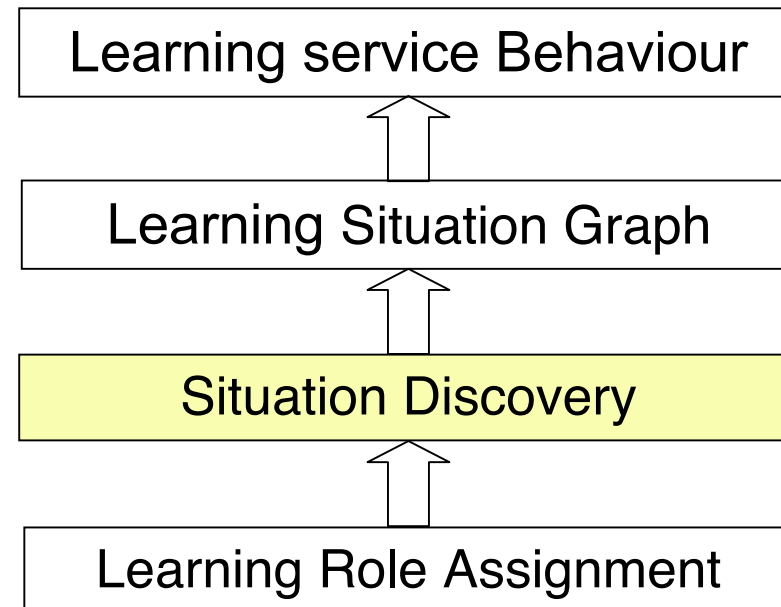 Learning service Behaviour
Learning Situation Graph
Situation Discovery
Learning Role Assignment